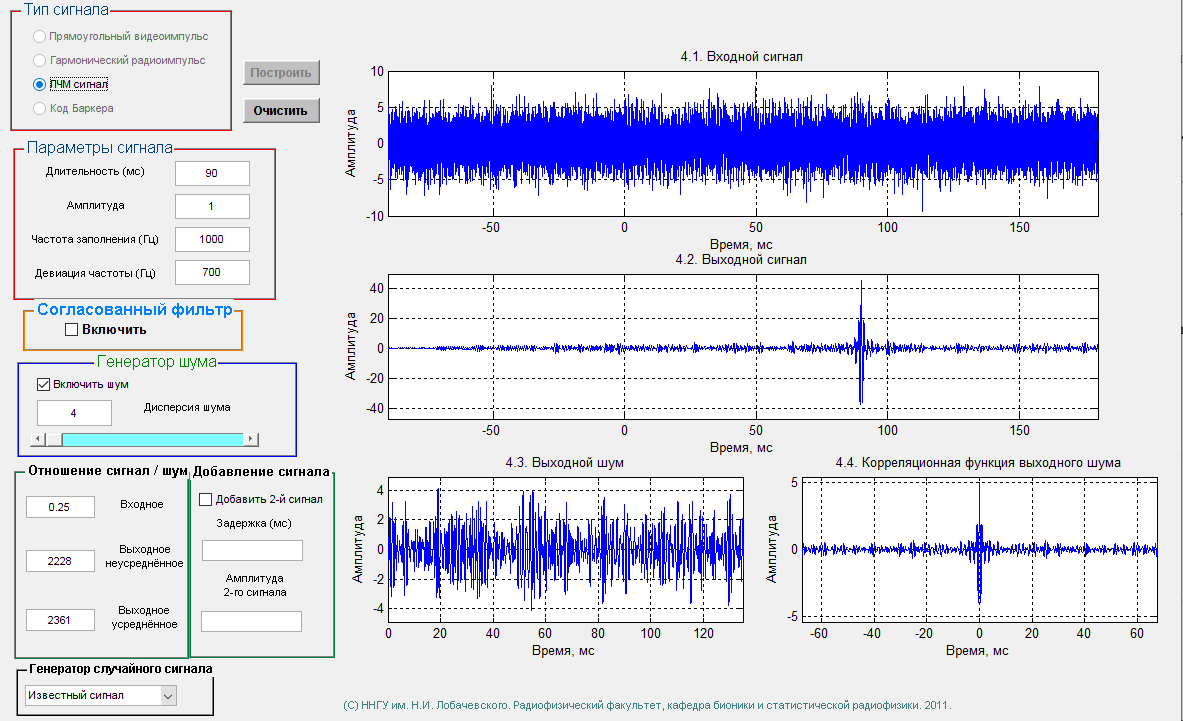 Тип сигнала
Прямоугольный видеоимпульс
Гармонический радиоимпульс
ЛЧМ сигнал
Код Баркера
Построить
Очистить
Параметры сигнала
Длительность (мс)
90
Амплитуда
1
Частота заполнения (Гц)
1000
Девиация частоты (Гц)
700
Согласованный фильтр
Включить
Генератор шума
Включить шум
4
Дисперсия шума
Отношение сигнал / шум
0.25
Входное
2228
Выходное
неусреднённое
2361
Выходное
усреднённое
Добавление сигнала
Добавить 2-й сигнал
Задержка (мс)
Амплитуда
2-го сигнала
Генератор случайного сигнала
Известный сигнал
4.1. Входной сигнал
Амплитуда
10
5
0
-5
-10
-50 0 50 100 150
Время, мс
4.2. Выходной сигнал
Амплитуда
40
20
0
-20
-40
-50 0 50 100 150
Время, мс
4.3. Выходной шум
Амплитуда
4
2
0
-2
-4
0 20 40 60 80 100 120
Время, мс
4.4. Корреляционная функция выходного шума
Амплитуда
5
0
-5
-60 -40 -20 0 20 40 60
Время, мс
(С) ННГУ им. Н.И. Лобачевского. Радиофизический факультет, кафедра бионики и статистической радиофизики. 2011.